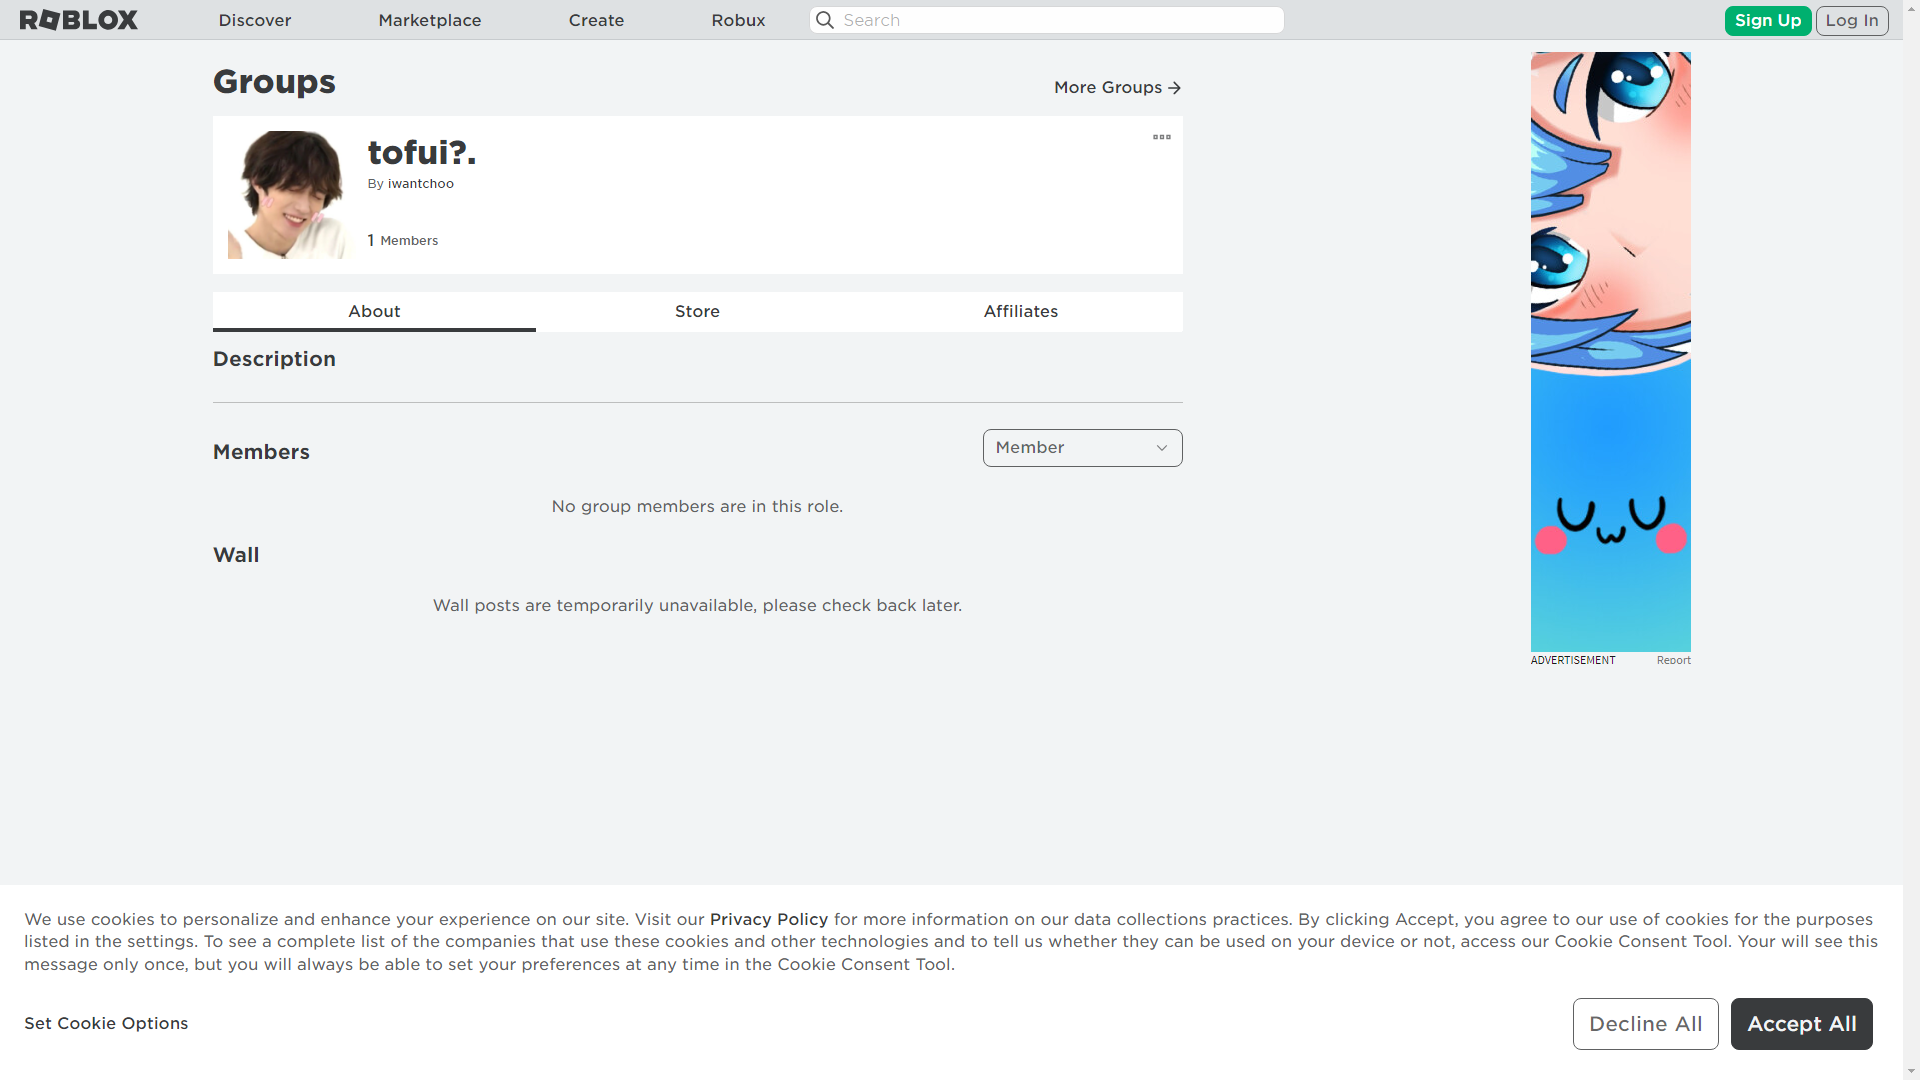 ROBLOX Discover Marketplace Create Robux Search Sign Up Log In
Groups
More Groups
tofui?.
By iwantchoo
1 Members
About Store Affiliates
Description
Members
Member
No group members are in this role.
Wall
Wall posts are temporarily unavailable, please check back later.
ADVERTISEMENT Report
We use cookies to personalize and enhance your experience on our site. Visit our Privacy Policy for more information on our data collections practices. By clicking Accept, you agree to our use of cookies for the purposes
listed in the settings. To see a complete list of the companies that use these cookies and other technologies and to tell us whether they can be used on your device or not, access our Cookie Consent Tool. Your will see this
message only once, but you will always be able to set your preferences at any time in the Cookie Consent Tool.
Set Cookie Options Decline All Accept All